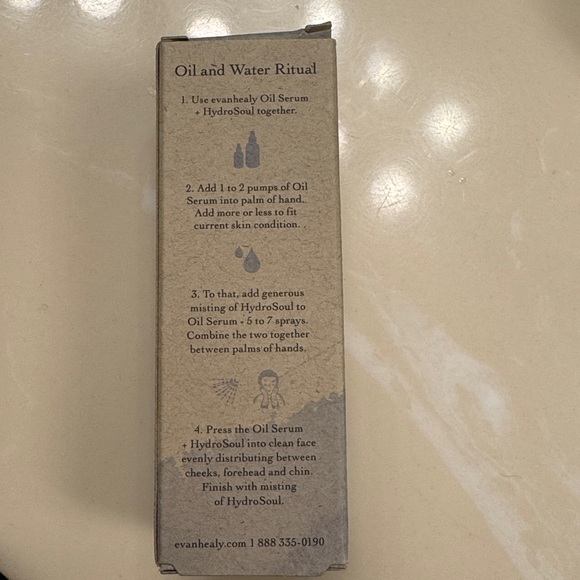 Oil and Water Ritual
1. Use evanhealy Oil Serum
+ HydroSoul together.
2. Add 1 to 2 pumps of Oil
Serum into palm of hand.
Add more or less to fit
current skin condition.
3. To that, add generous
misting of HydroSoul to
Oil Serum - 5 to 7 sprays.
Combine the two together
between palms of hands.
4. Press the Oil Serum
+ HydroSoul into clean face
evenly distributing between
cheeks, forehead and chin.
Finish with misting
of HydroSoul.
evanhealy.com 1 888 335-0190